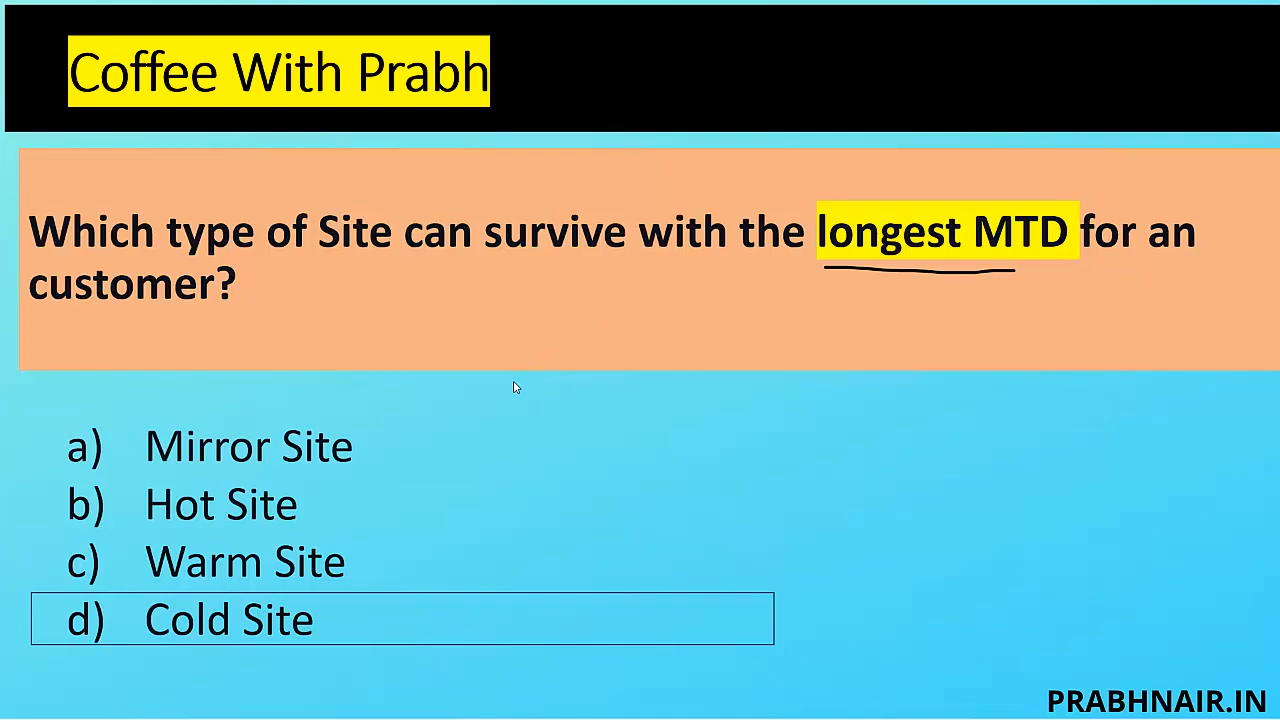 Coffee With Prabh
Which type of Site can survive with the longest MTD for an
customer?
a) Mirror Site
b) Hot Site
c) Warm Site
d) Cold Site
PRABHNAIR.IN